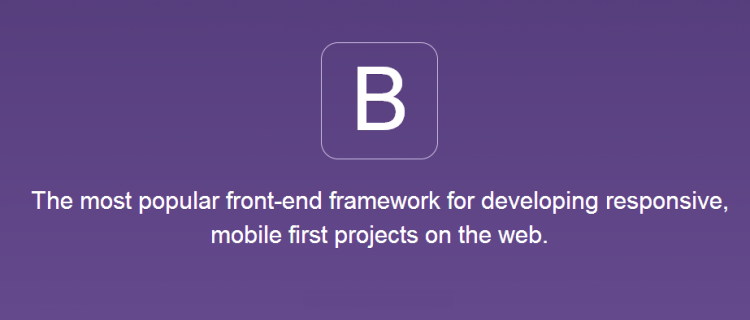 B
The most popular front-end framework for developing responsive,
mobile first projects on the web.